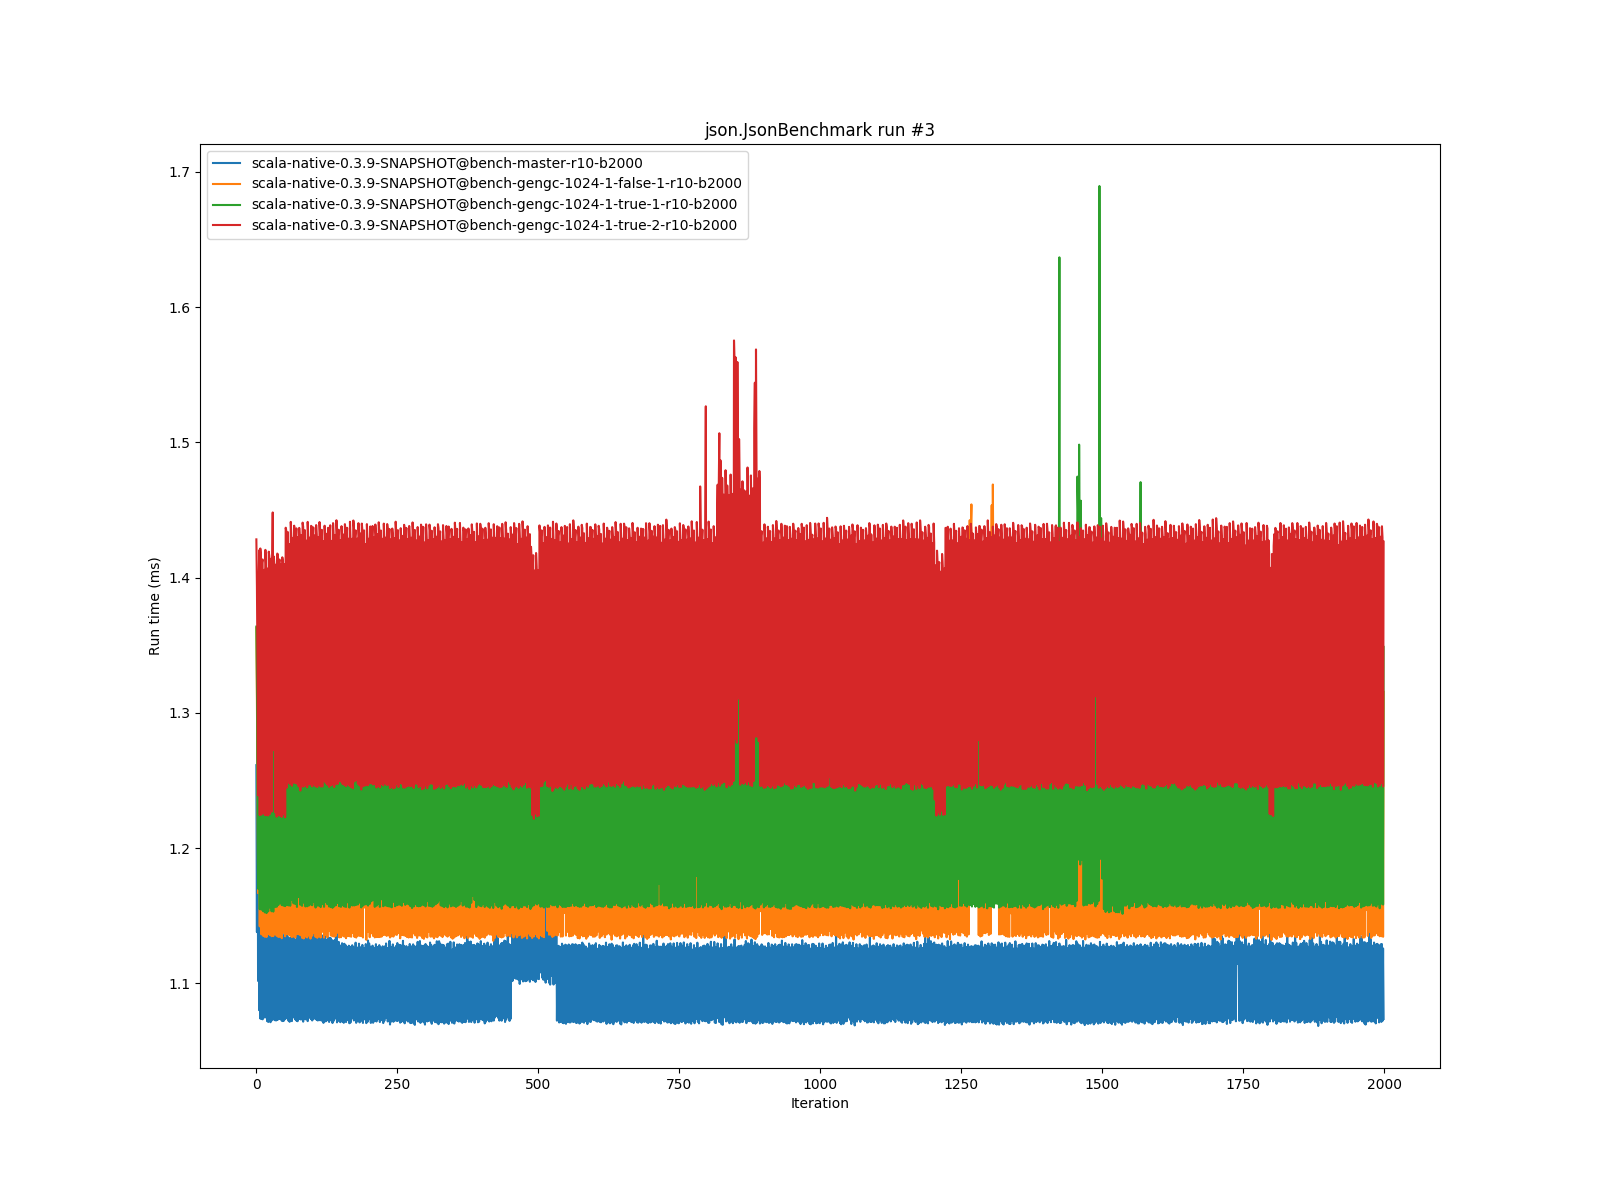 json.JsonBenchmark run #3
scala-native-0.3.9-SNAPSHOT@bench-master-r10-b2000
scala-native-0.3.9-SNAPSHOT@bench-gengc-1024-1-false-1-r10-b2000
scala-native-0.3.9-SNAPSHOT@bench-gengc-1024-1-true-1-r10-b2000
scala-native-0.3.9-SNAPSHOT@bench-gengc-1024-1-true-2-r10-b2000
1.7
1.6
1.5
1.4
1.3
1.2
1.1
Run time (ms)
0 250 500 750 1000 1250 1500 1750 2000
Iteration